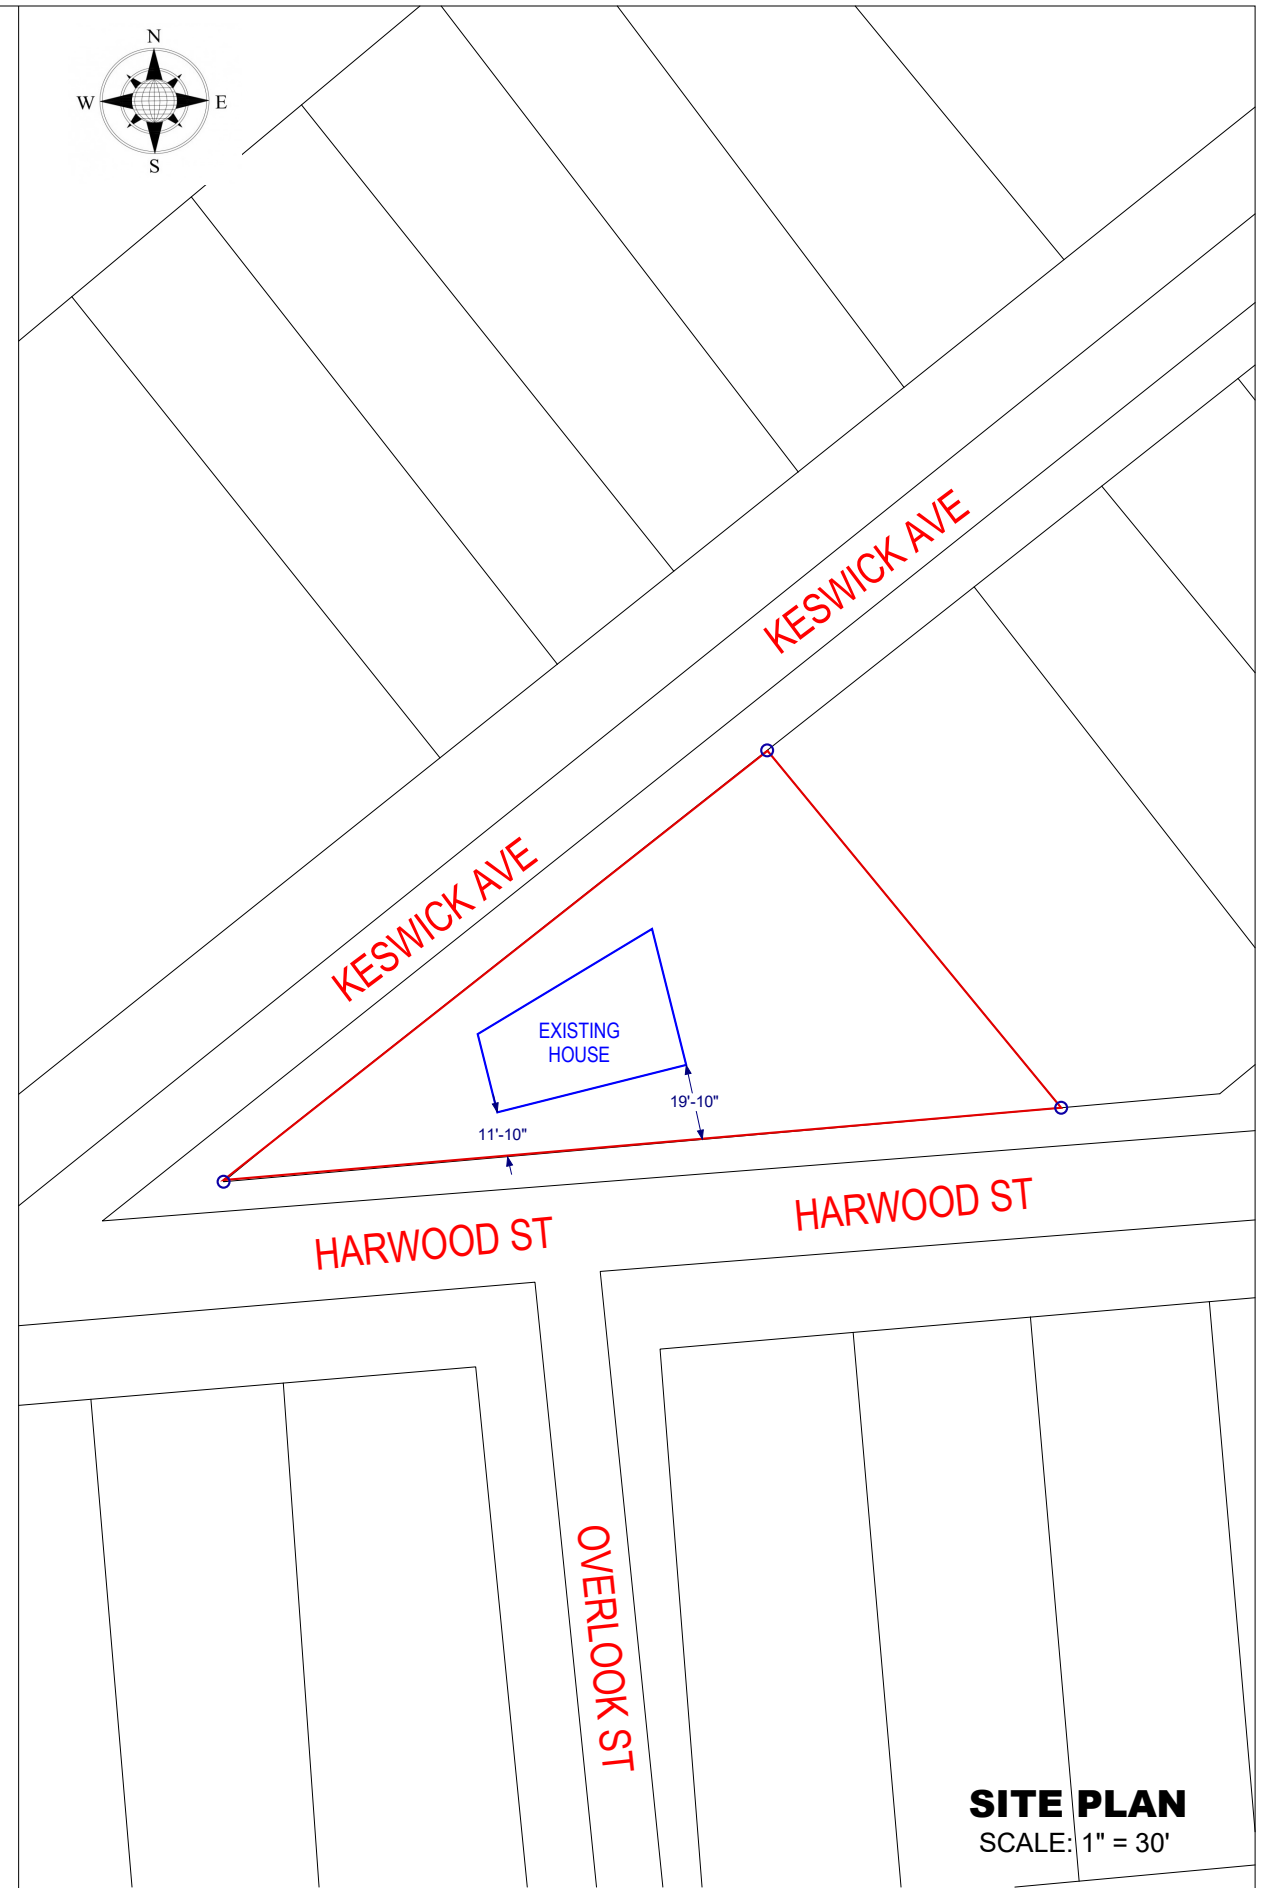 N
W
E
S
KESWICK AVE
KESWICK AVE
EXISTING
HOUSE
19'-10"
11'-10"
HARWOOD ST
HARWOOD ST
OVERLOOK ST
SITE PLAN
SCALE: 1" = 30'